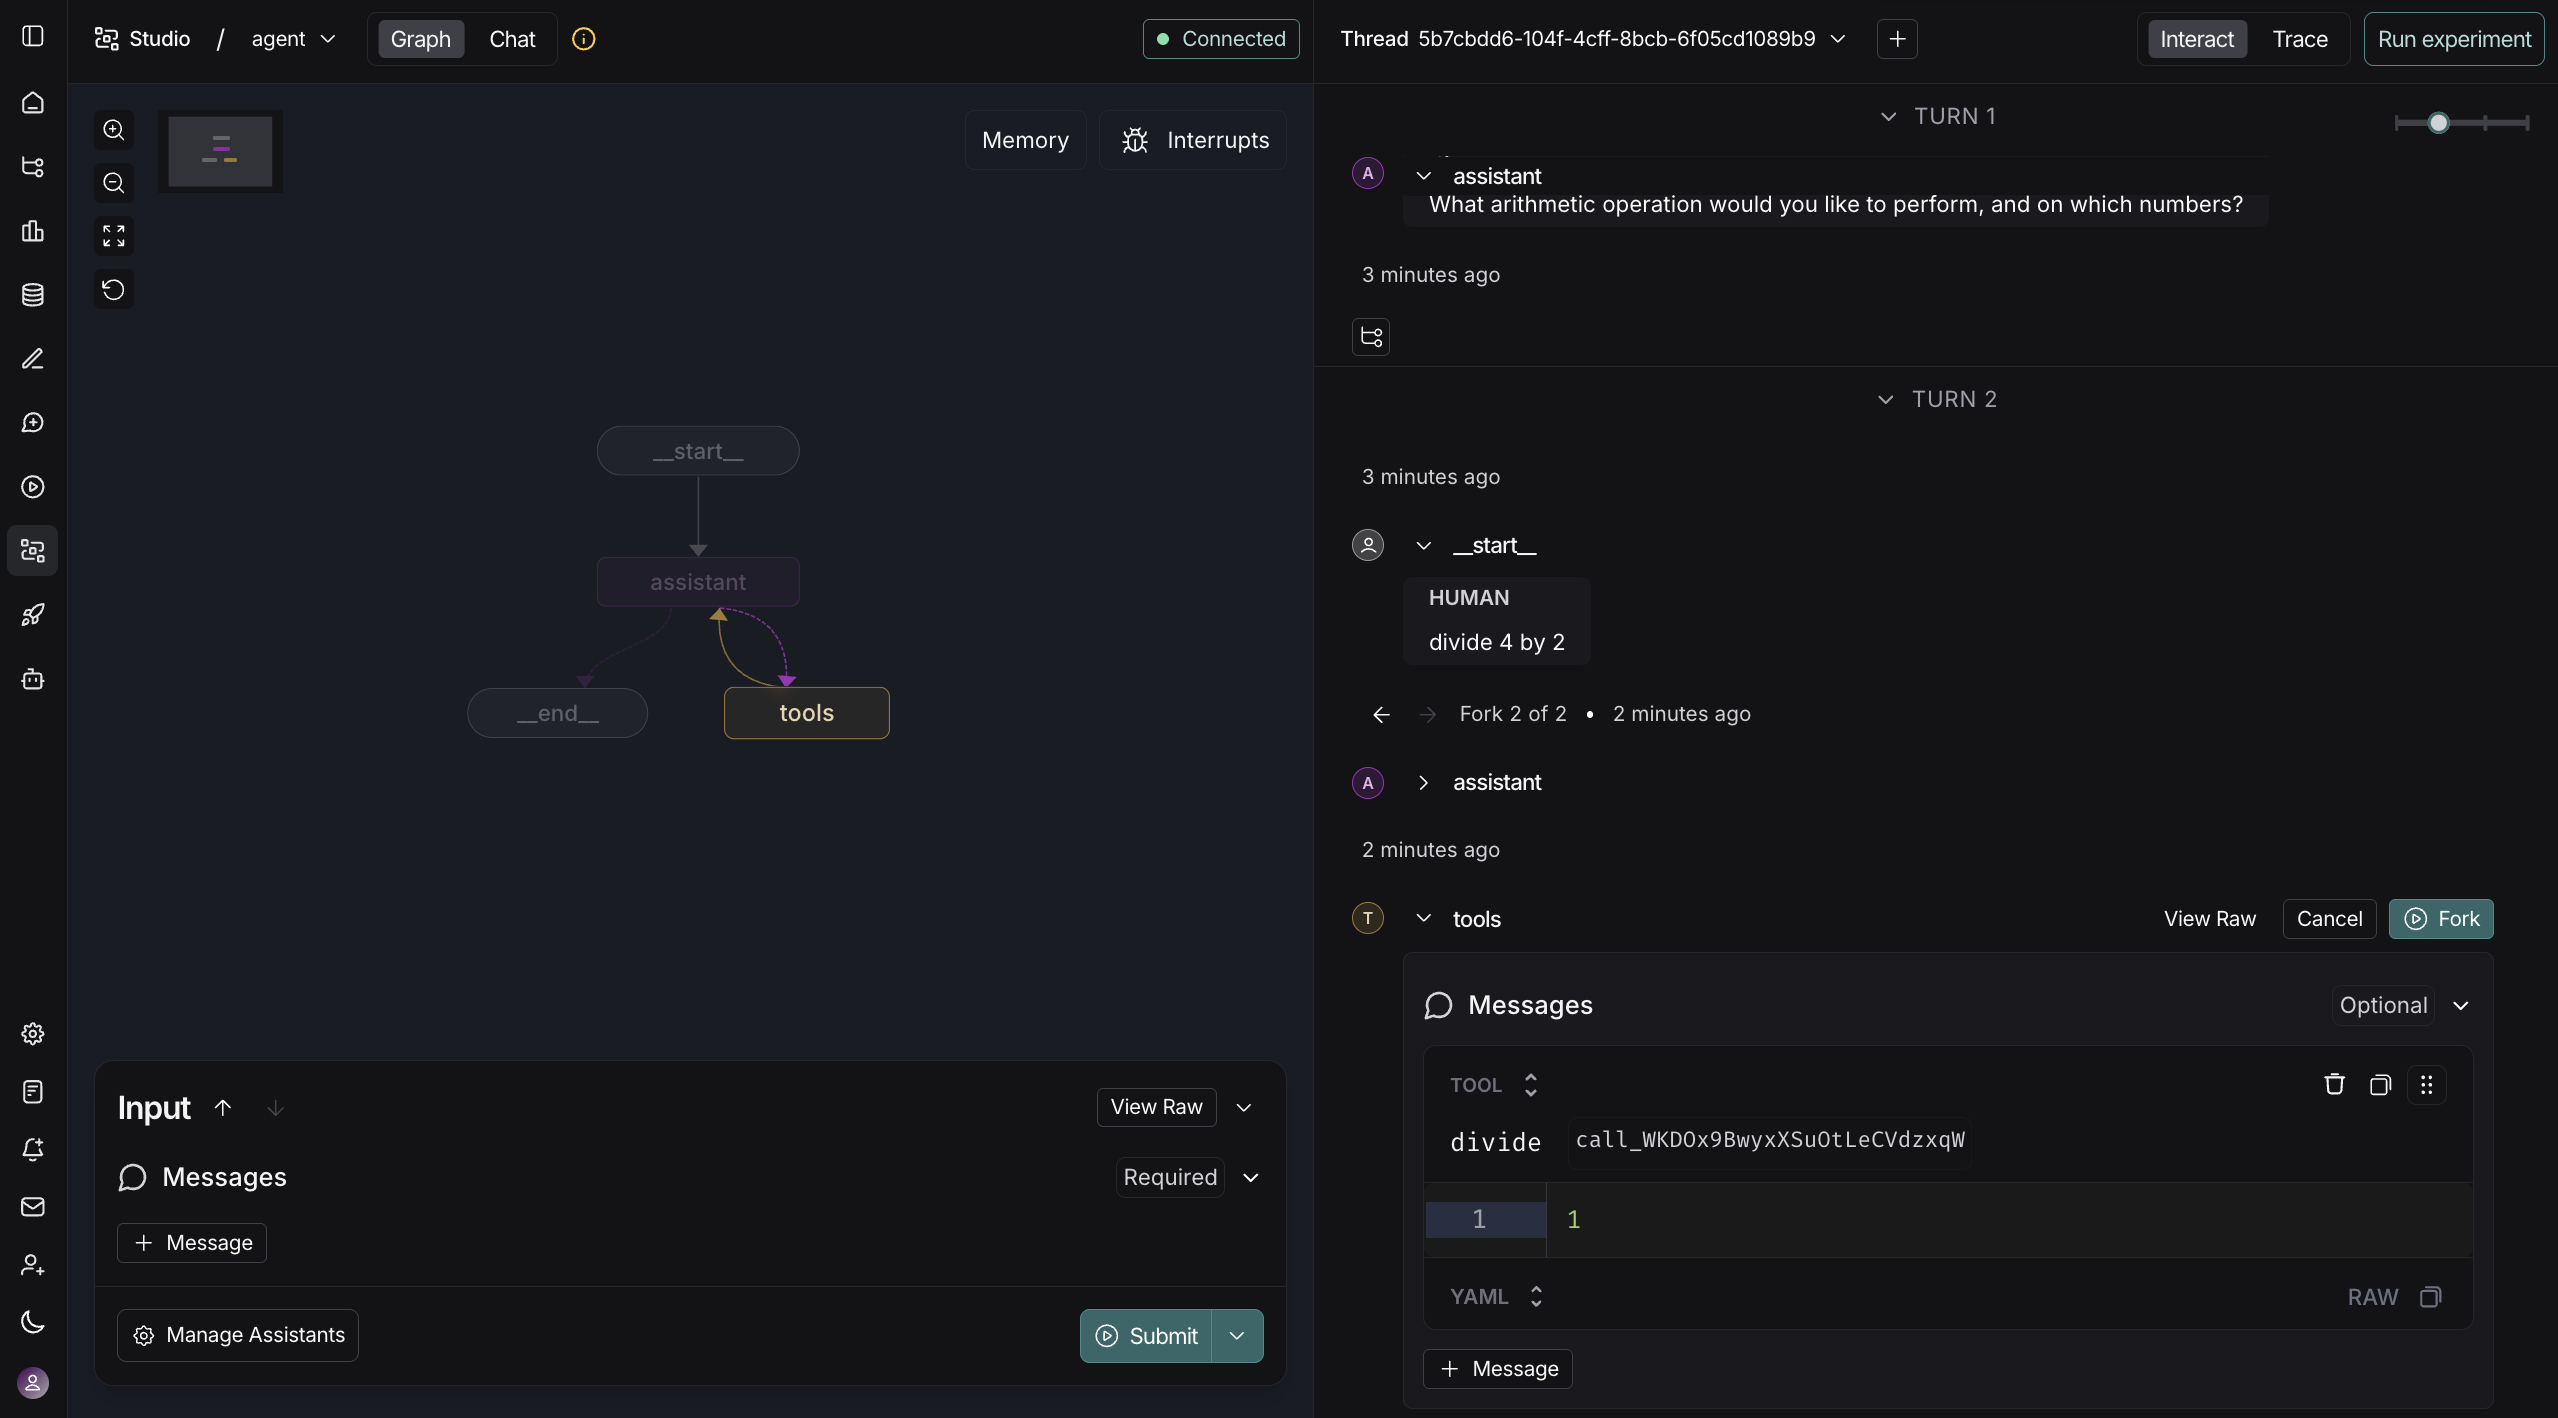 Studio / agent
Graph
Chat
Connected
Memory
Interrupts
__start__
assistant
__end__
tools
Input
View Raw
Messages
Required
+ Message
Manage Assistants
Submit
Thread 5b7cbdd6-104f-4cff-8bcb-6f05cd1089b9
Interact
Trace
Run experiment
TURN 1
A assistant
What arithmetic operation would you like to perform, and on which numbers?
3 minutes ago
TURN 2
3 minutes ago
__start__
HUMAN
divide 4 by 2
Fork 2 of 2 • 2 minutes ago
A assistant
2 minutes ago
T tools
View Raw
Cancel
Fork
Messages
Optional
TOOL
divide call_WKDOx9BwyxXSuOtLeCVdzxqW
1 1
YAML
RAW
+ Message